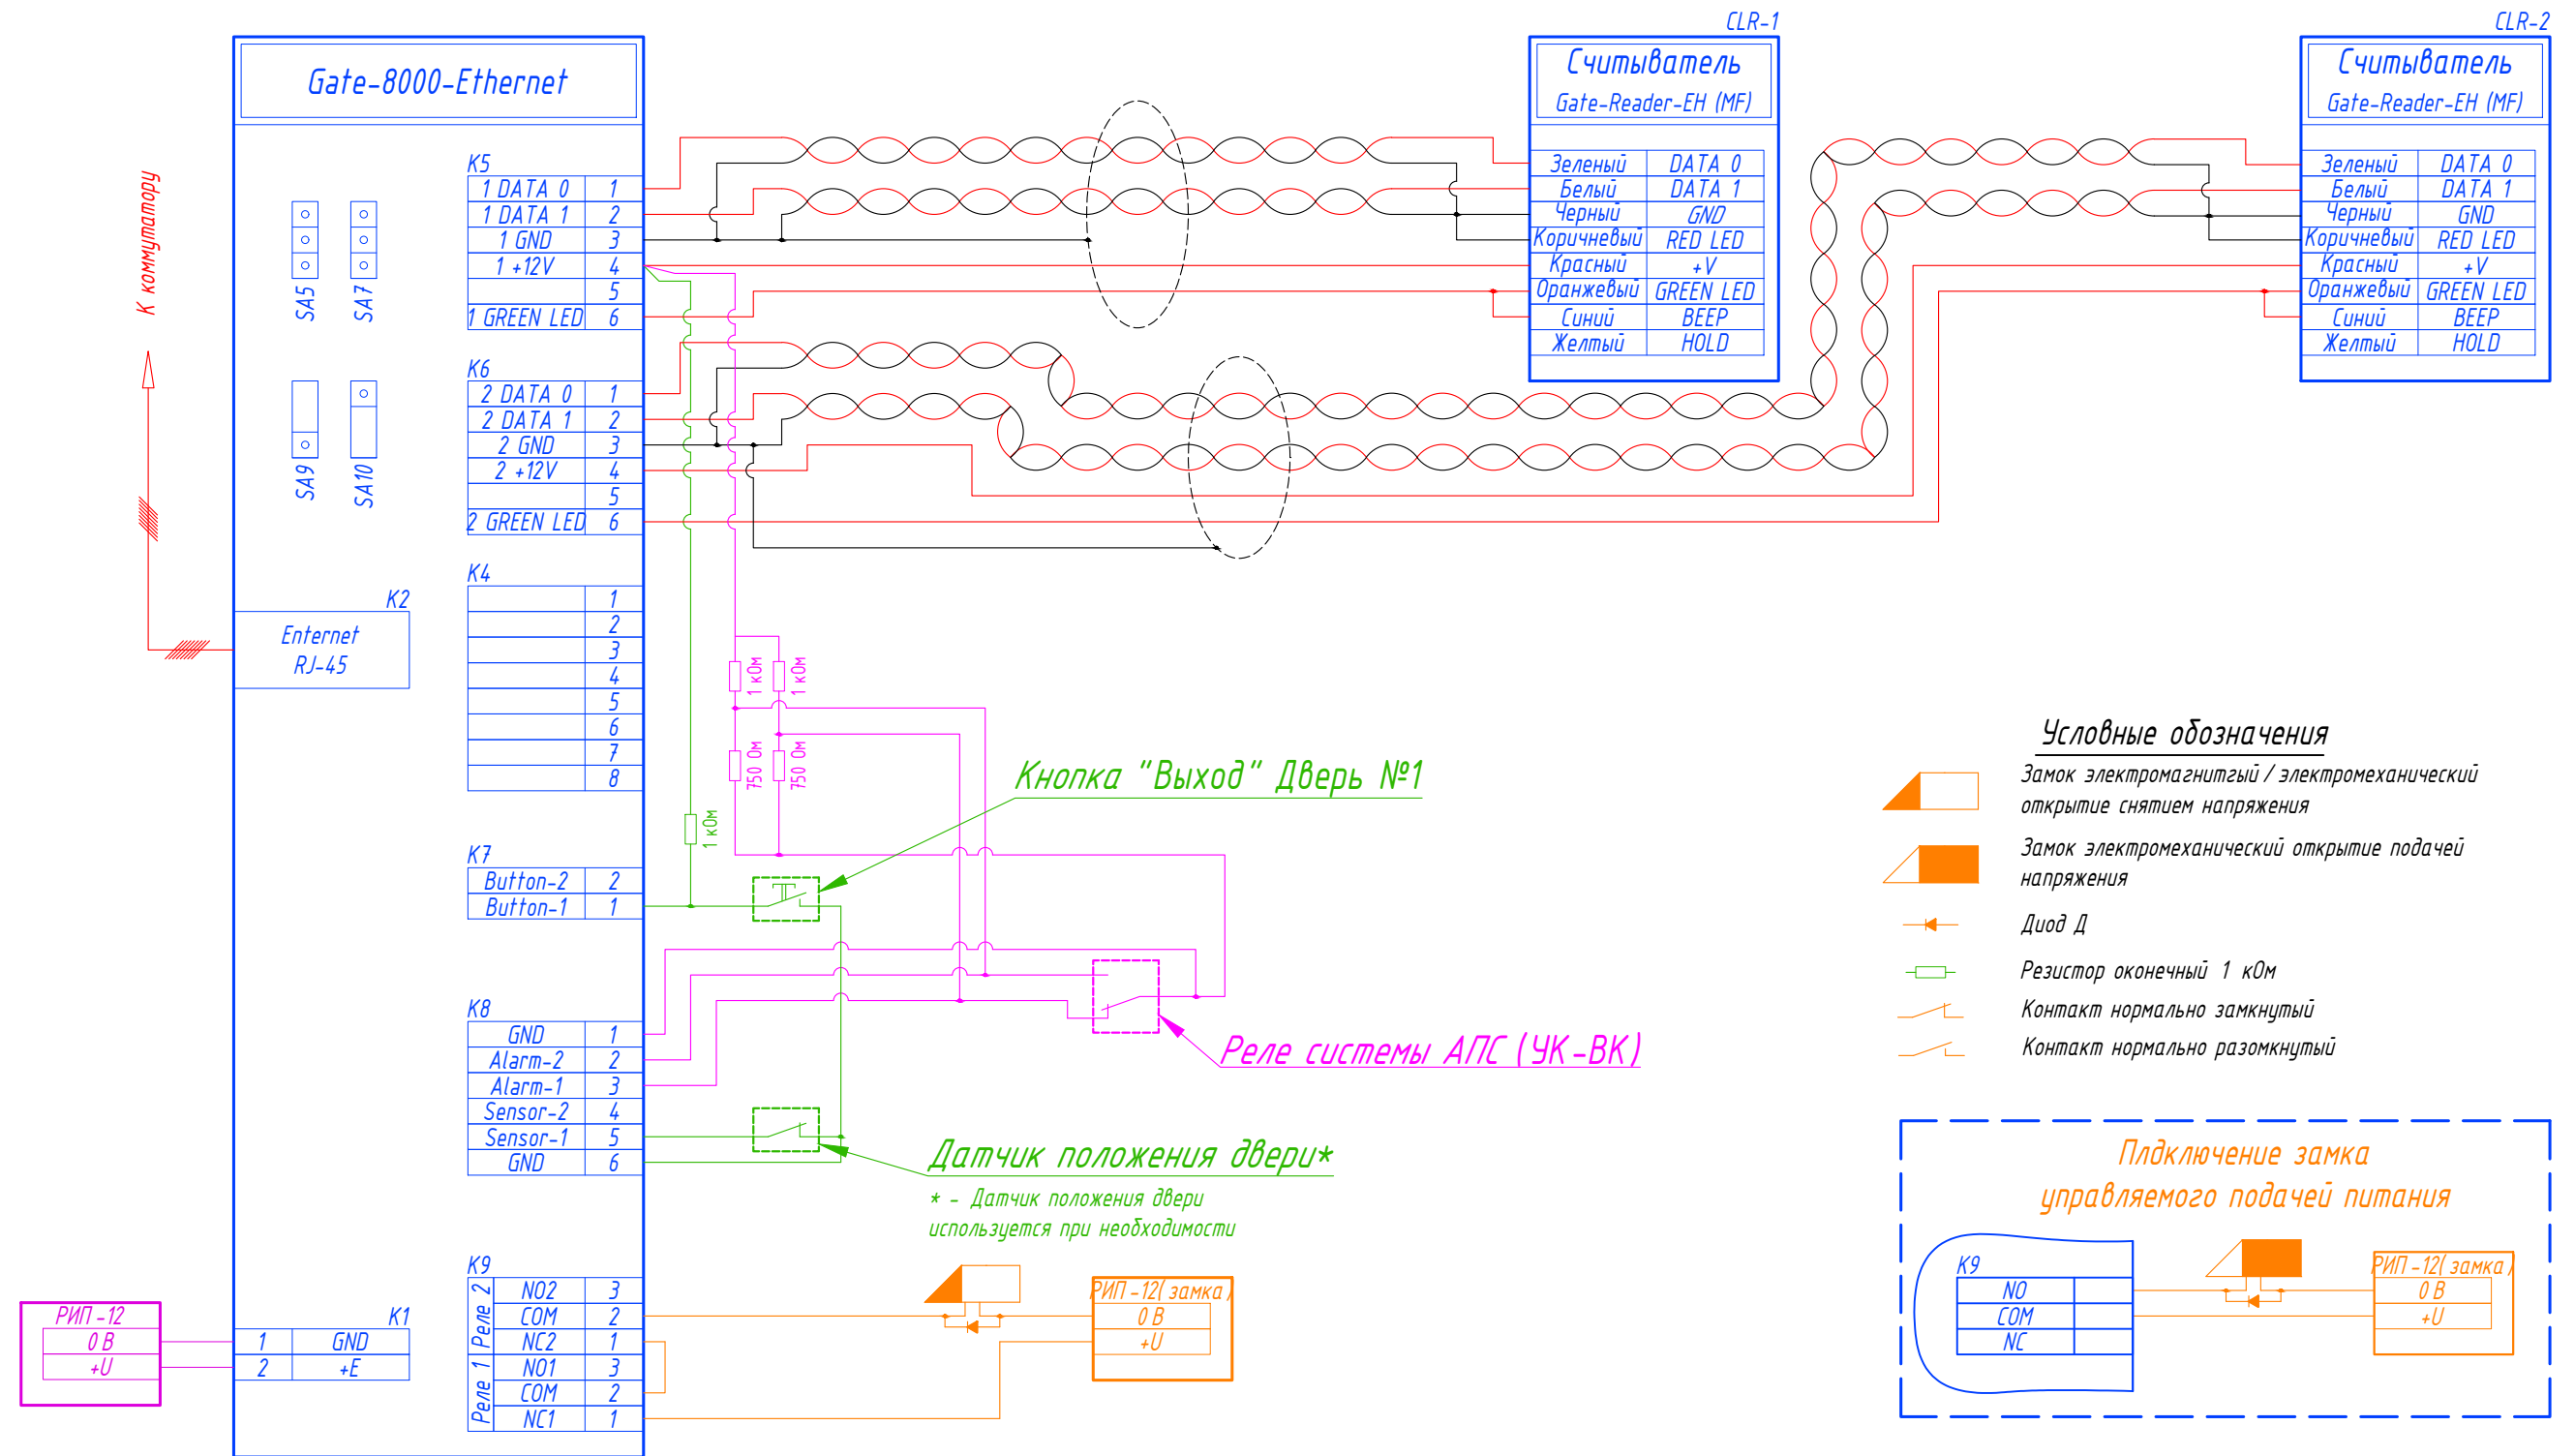 CLR-1
CLR-2
Gate-8000-Ethernet
Считыватель
Gate-Reader-EH (MF)
Считыватель
Gate-Reader-EH (MF)
К коммутатору
SA5
SA7
SA9
SA10
K5
1 DATA 0 1
1 DATA 1 2
1 GND 3
1 +12V 4
5
1 GREEN LED 6
Зеленый DATA 0
Белый DATA 1
Черный GND
Коричневый RED LED
Красный +V
Оранжевый GREEN LED
Синий BEEP
Желтый HOLD
Зеленый DATA 0
Белый DATA 1
Черный GND
Коричневый RED LED
Красный +V
Оранжевый GREEN LED
Синий BEEP
Желтый HOLD
K6
2 DATA 0 1
2 DATA 1 2
2 GND 3
2 +12V 4
5
2 GREEN LED 6
K2
Enternet
RJ-45
K4
1
2
3
4
5
6
7
8
1 кОм
1 кОм
750 Ом
750 Ом
1 кОм
Кнопка "Выход" Дверь №1
K7
Button-2 2
Button-1 1
K8
GND 1
Alarm-2 2
Alarm-1 3
Sensor-2 4
Sensor-1 5
GND 6
Реле системы АПС (УК-ВК)
Датчик положения двери*
* - Датчик положения двери
используется при необходимости
K9
Реле 2
NO2 3
COM 2
NC2 1
Реле 1
NO1 3
COM 2
NC1 1
РИП-12
0 В
+U
K1
1 GND
2 +E
РИП-12(замка)
0 В
+U
Условные обозначения
Замок электромагнитгый / электромеханический
открытие снятием напряжения
Замок электромеханический открытие подачей
напряжения
Диод Д
Резистор оконечный 1 кОм
Контакт нормально замкнутый
Контакт нормально разомкнутый
Плдключение замка
управляемого подачей питания
K9
NO
COM
NC
РИП-12(замка)
0 В
+U